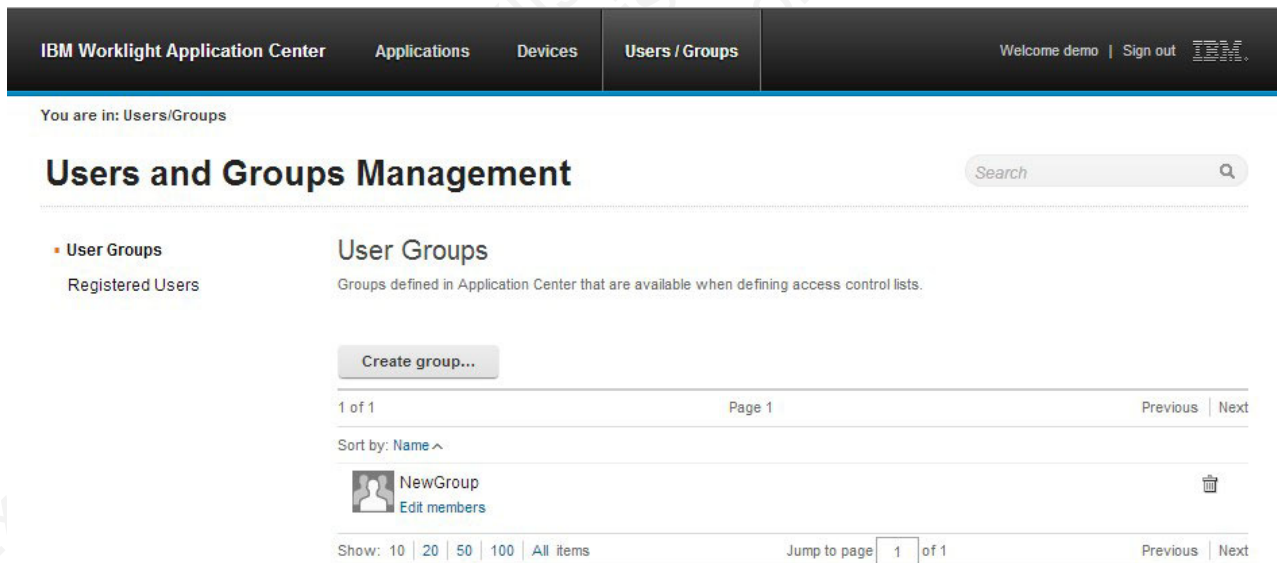 IBM Worklight Application Center Applications Devices Users / Groups Welcome demo | Sign out IBM.
You are in: Users/Groups
Users and Groups Management
Search
User Groups
Registered Users
User Groups
Groups defined in Application Center that are available when defining access control lists.
Create group...
1 of 1 Page 1 Previous | Next
Sort by: Name
NewGroup
Edit members
Show: 10 | 20 | 50 | 100 | All items Jump to page 1 of 1 Previous | Next